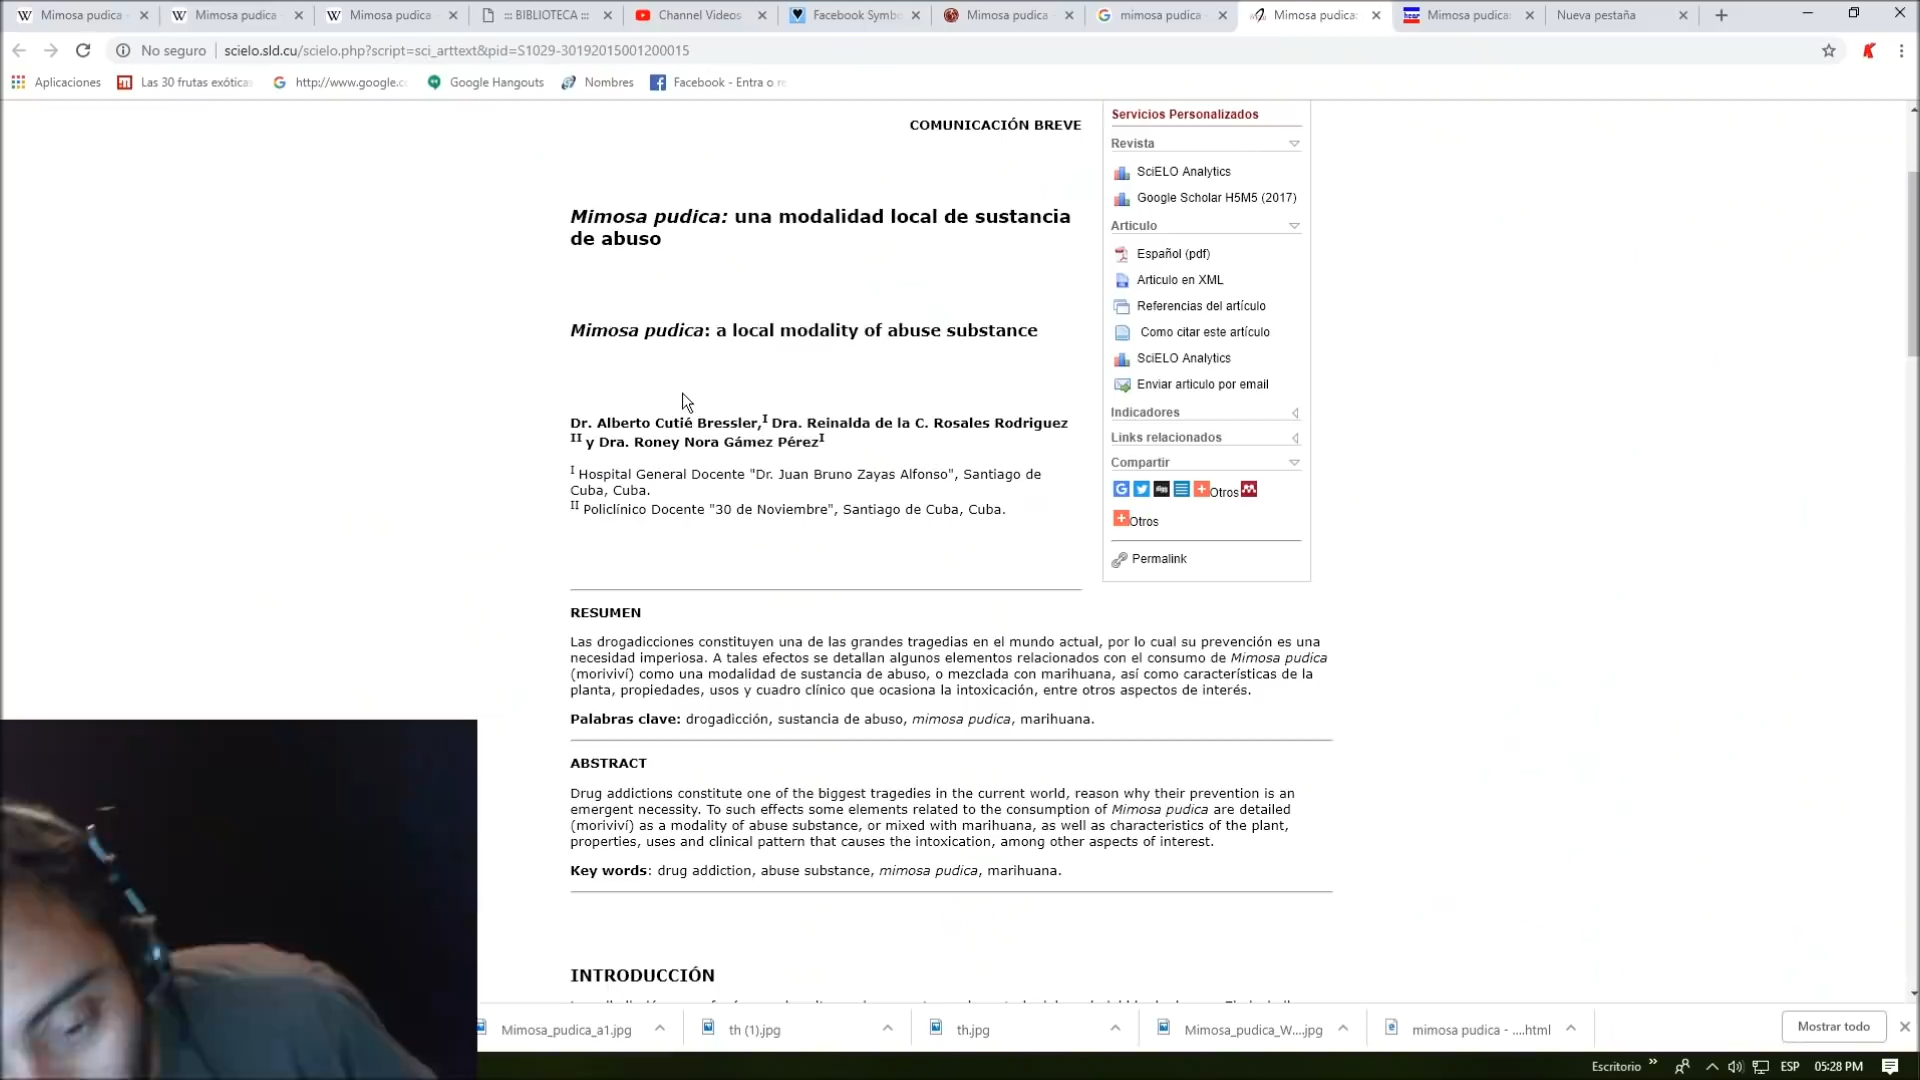 Mimosa pudica -
Mimosa pudica -
Mimosa pudica
::: BIBLIOTECA :::
Channel Videos
Facebook Symbo
Mimosa pudica
mimosa pudica -
Mimosa pudica:
Mimosa pudica:
Nueva pestaña
No seguro
scielo.sld.cu/scielo.php?script=sci_arttext&pid=S1029-30192015001200015
Aplicaciones
Las 30 frutas exótica
http://www.google.co
Google Hangouts
Nombres
Facebook - Entra o re
COMUNICACIÓN BREVE
Mimosa pudica: una modalidad local de sustancia
de abuso
Mimosa pudica: a local modality of abuse substance
Dr. Alberto Cutié Bressler,I Dra. Reinalda de la C. Rosales Rodriguez
II y Dra. Roney Nora Gámez PérezI
I Hospital General Docente "Dr. Juan Bruno Zayas Alfonso", Santiago de
Cuba, Cuba.
II Policlínico Docente "30 de Noviembre", Santiago de Cuba, Cuba.
Servicios Personalizados
Revista
SciELO Analytics
Google Scholar H5M5 (2017)
Articulo
Español (pdf)
Articulo en XML
Referencias del artículo
Como citar este artículo
SciELO Analytics
Enviar articulo por email
Indicadores
Links relacionados
Compartir
Otros
Otros
Permalink
RESUMEN
Las drogadicciones constituyen una de las grandes tragedias en el mundo actual, por lo cual su prevención es una
necesidad imperiosa. A tales efectos se detallan algunos elementos relacionados con el consumo de Mimosa pudica
(moriviví) como una modalidad de sustancia de abuso, o mezclada con marihuana, así como características de la
planta, propiedades, usos y cuadro clínico que ocasiona la intoxicación, entre otros aspectos de interés.
Palabras clave: drogadicción, sustancia de abuso, mimosa pudica, marihuana.
ABSTRACT
Drug addictions constitute one of the biggest tragedies in the current world, reason why their prevention is an
emergent necessity. To such effects some elements related to the consumption of Mimosa pudica are detailed
(moriviví) as a modality of abuse substance, or mixed with marihuana, as well as characteristics of the plant,
properties, uses and clinical pattern that causes the intoxication, among other aspects of interest.
Key words: drug addiction, abuse substance, mimosa pudica, marihuana.
INTRODUCCIÓN
Mimosa_pudica_a1.jpg
th (1).jpg
th.jpg
Mimosa_pudica_W....jpg
mimosa pudica - ....html
Mostrar todo
Escritorio
ESP
05:28 PM